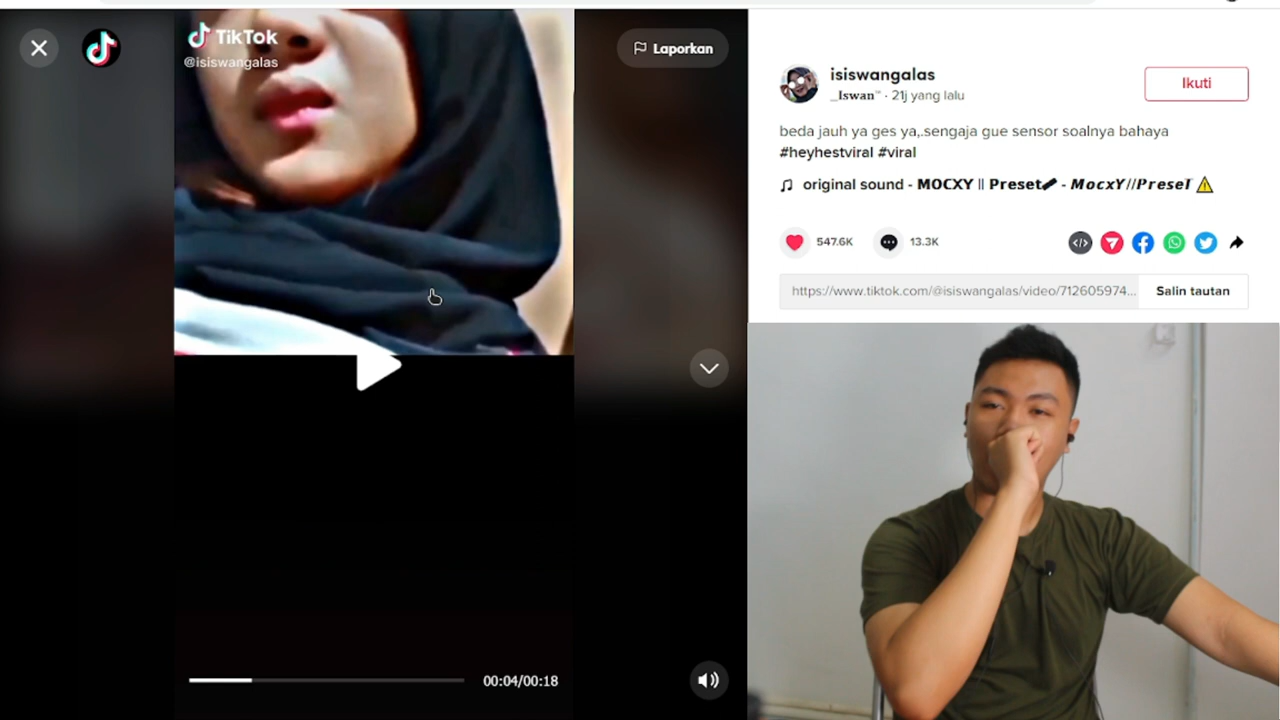 TikTok
@isiswangalas
Laporkan
00:04/00:18
isiswangalas
_Iswan™ · 21j yang lalu
Ikuti
beda jauh ya ges ya,.sengaja gue sensor soalnya bahaya
#heyhestviral #viral
original sound - MOCXY || Preset - MocxY//PreseT ⚠
547.6K
13.3K
https://www.tiktok.com/@isiswangalas/video/712605974...
Salin tautan